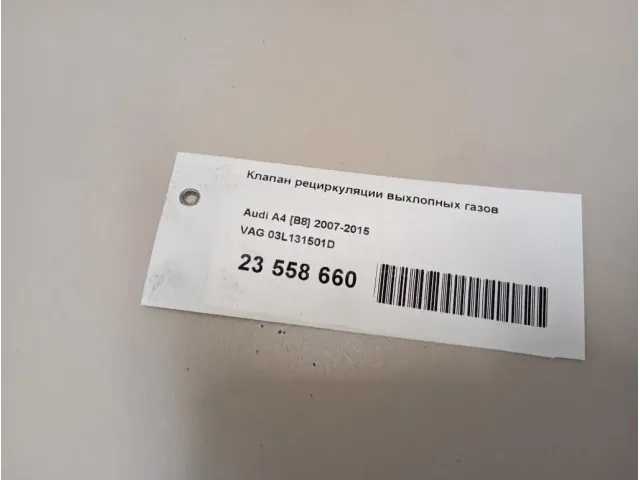 Клапан рециркуляции выхлопных газов
Audi A4 [B8] 2007-2015
VAG 03L131501D
23 558 660